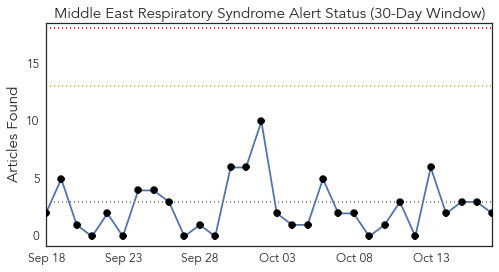 Middle East Respiratory Syndrome Alert Status (30-Day Window)
Articles Found
15
10
5
0
Sep 18 Sep 23 Sep 28 Oct 03 Oct 08 Oct 13